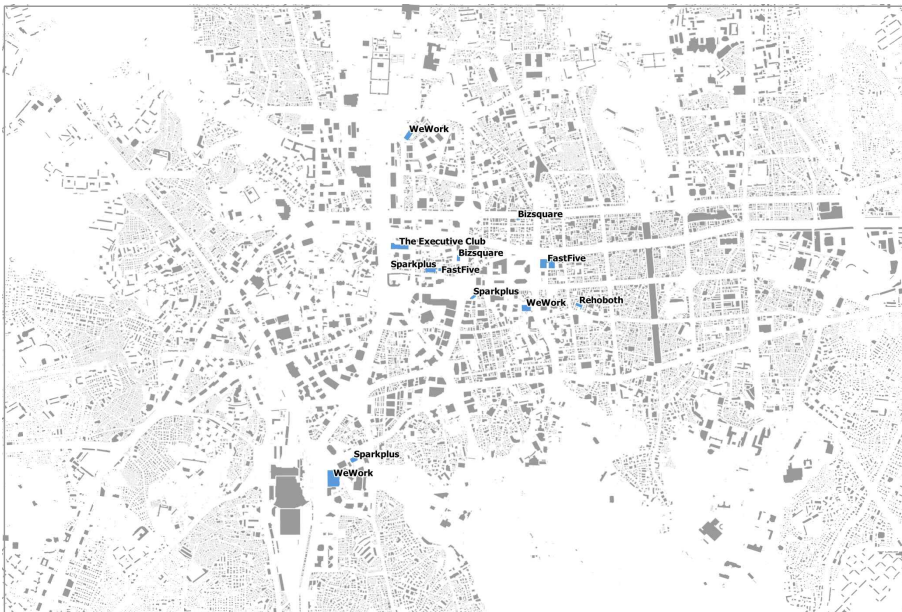 WeWork
Bizsquare
The Executive Club
Bizsquare
FastFive
Sparkplus
FastFive
Sparkplus
Rehoboth
WeWork
Sparkplus
WeWork